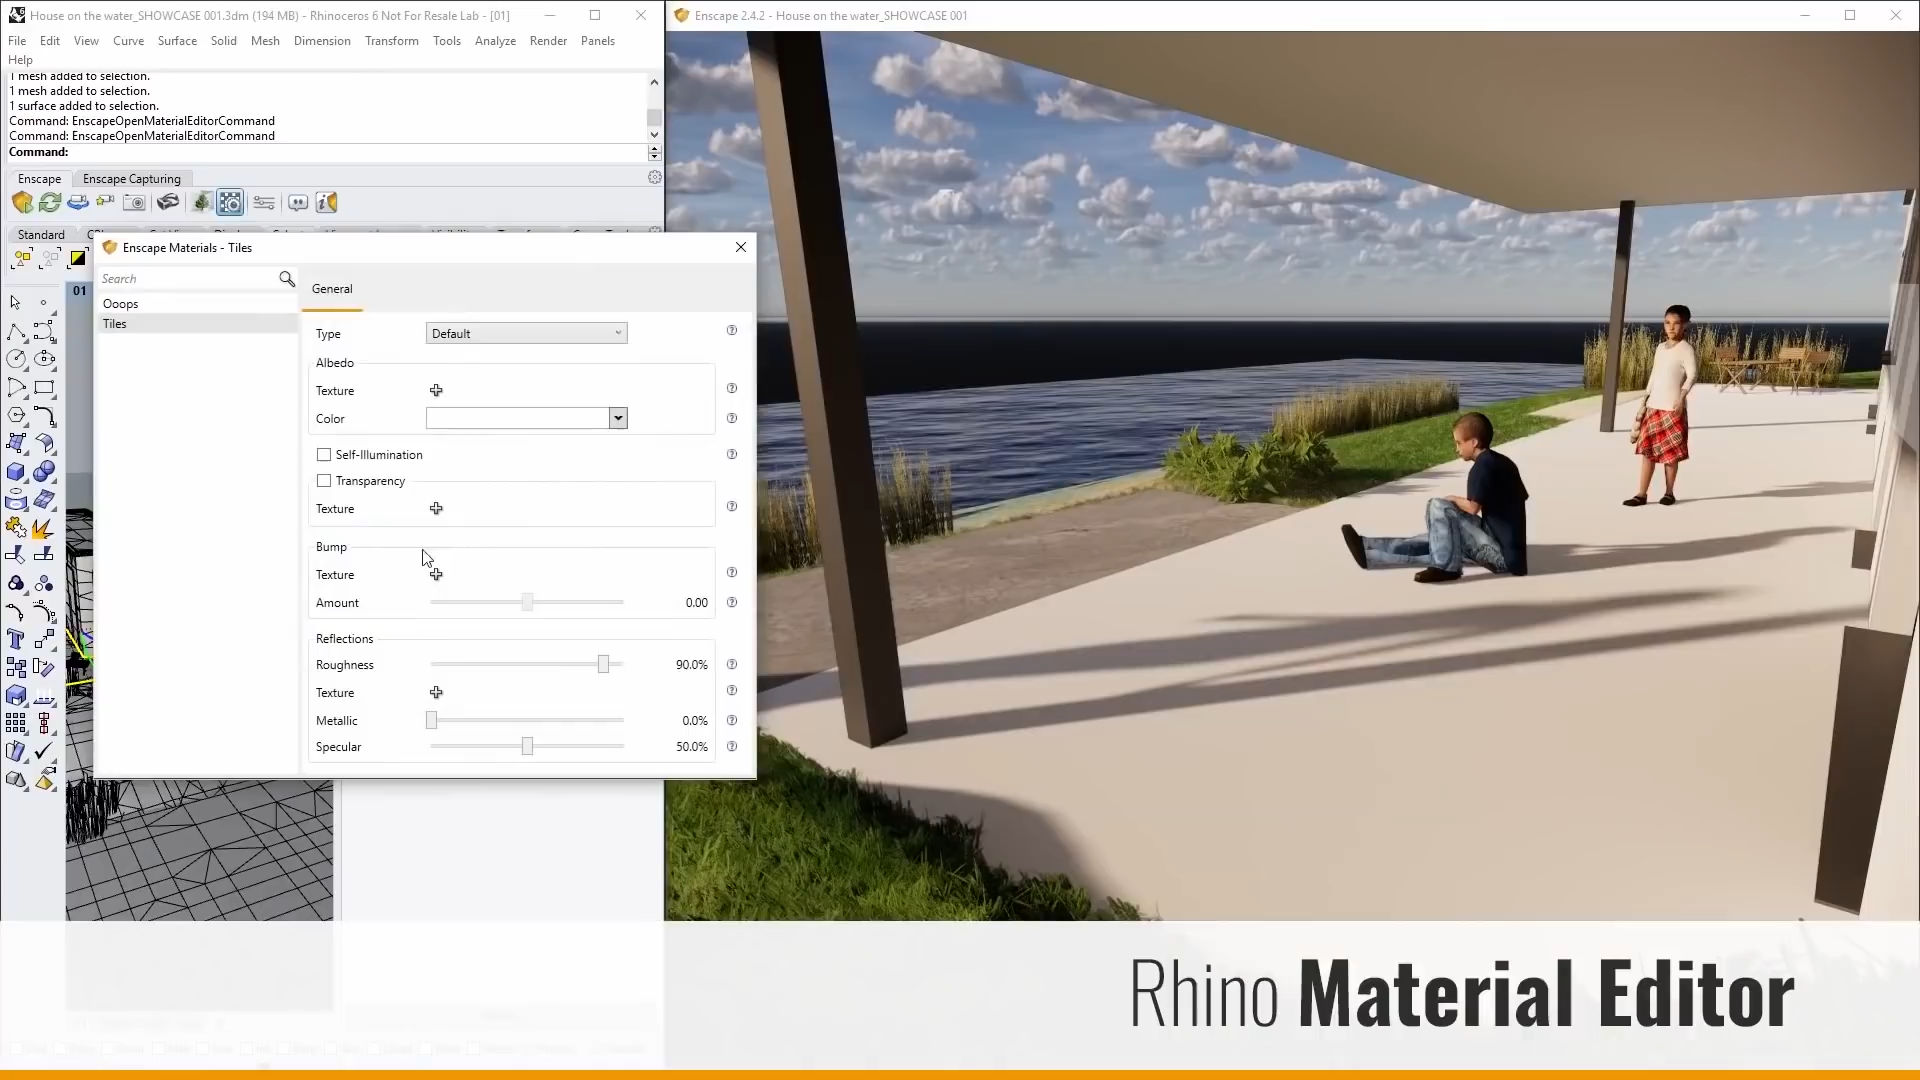 House on the water_SHOWCASE 001.3dm (194 MB) - Rhinoceros 6 Not For Resale Lab - [01]
File Edit View Curve Surface Solid Mesh Dimension Transform Tools Analyze Render Panels
Help
1 mesh added to selection.
1 mesh added to selection.
1 surface added to selection.
Command: EnscapeOpenMaterialEditorCommand
Command: EnscapeOpenMaterialEditorCommand
Command:
Enscape Enscape Capturing
Standard
01
Enscape Materials - Tiles
Search
Ooops
Tiles
General
Type Default
Albedo
Texture
Color
Self-Illumination
Transparency
Texture
Bump
Texture
Amount 0.00
Reflections
Roughness 90.0%
Texture
Metallic 0.0%
Specular 50.0%
Enscape 2.4.2 - House on the water_SHOWCASE 001
Rhino Material Editor